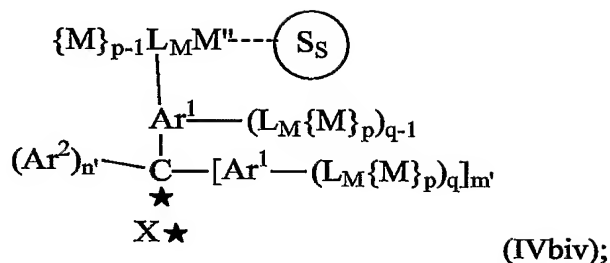 {M}p-1LMM" SS
Ar1 (LM{M}p)q-1
(Ar2)n' C [Ar1 (LM{M}p)q]m'
★
X★
(IVbiv);